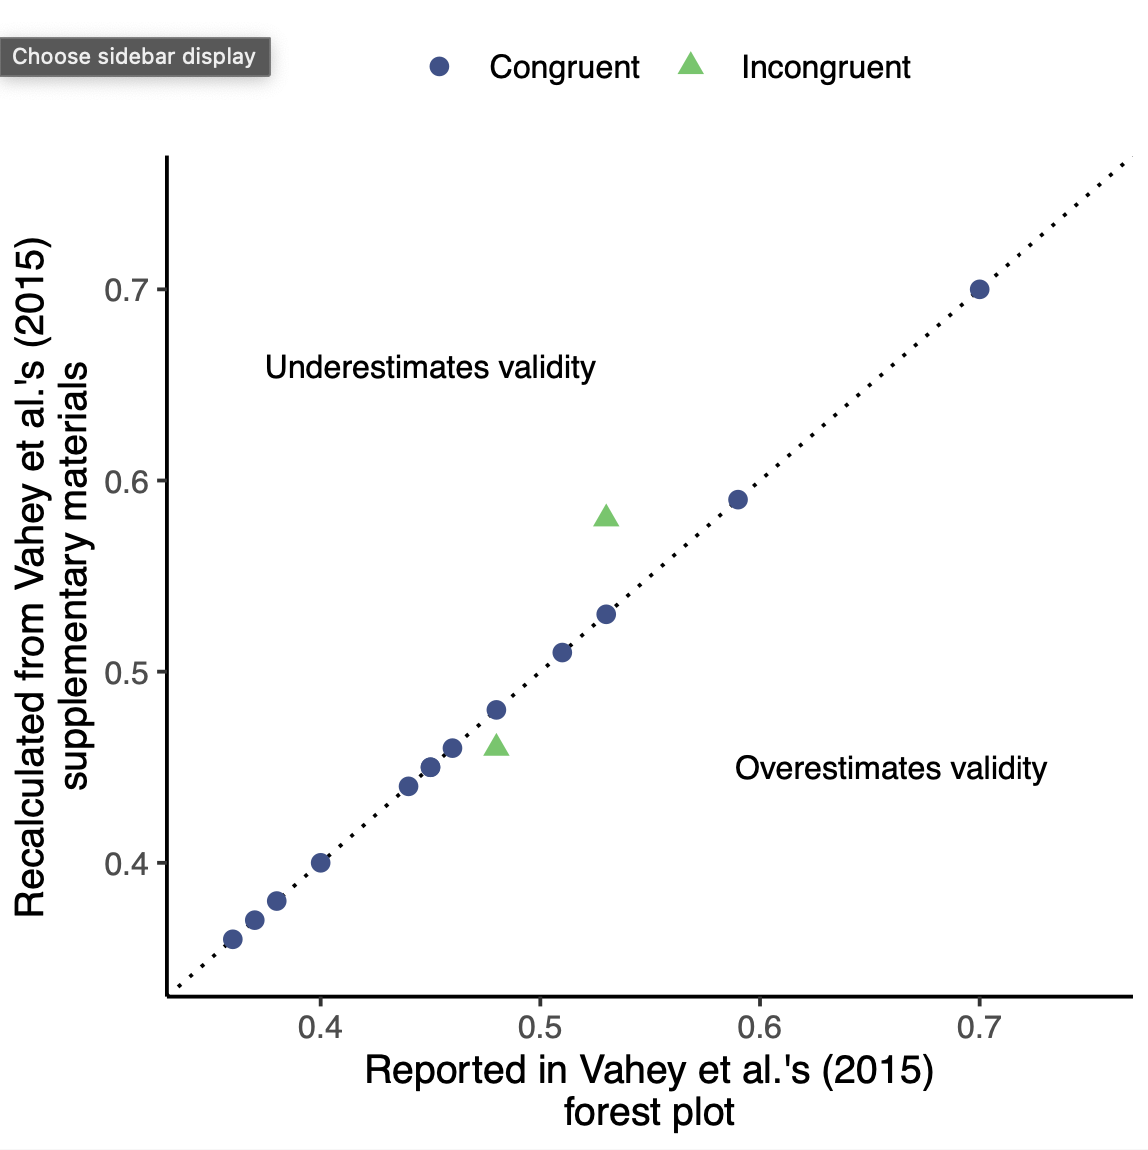 Choose sidebar display
Congruent
Incongruent
Recalculated from Vahey et al.'s (2015)
supplementary materials
0.7
0.6
0.5
0.4
Underestimates validity
Overestimates validity
0.4
0.5
0.6
0.7
Reported in Vahey et al.'s (2015)
forest plot